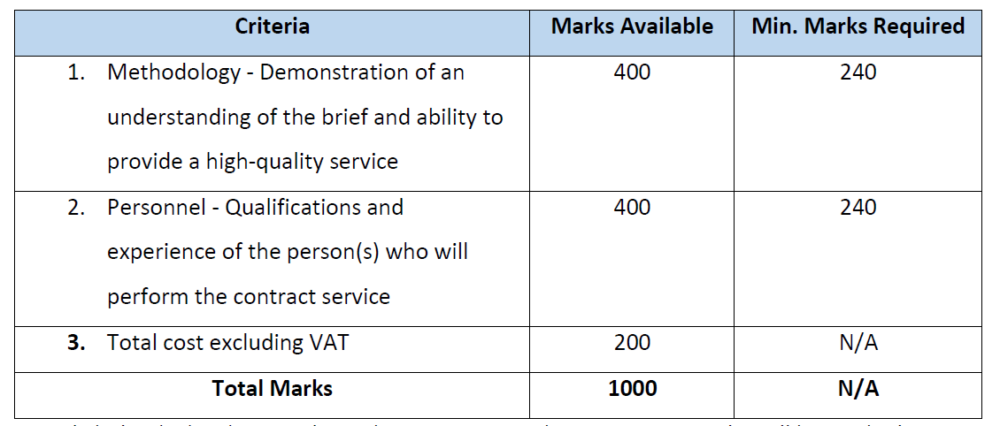 Criteria Marks Available Min. Marks Required
1. Methodology - Demonstration of an 400 240
understanding of the brief and ability to
provide a high-quality service
2. Personnel - Qualifications and 400 240
experience of the person(s) who will
perform the contract service
3. Total cost excluding VAT 200 N/A
Total Marks 1000 N/A